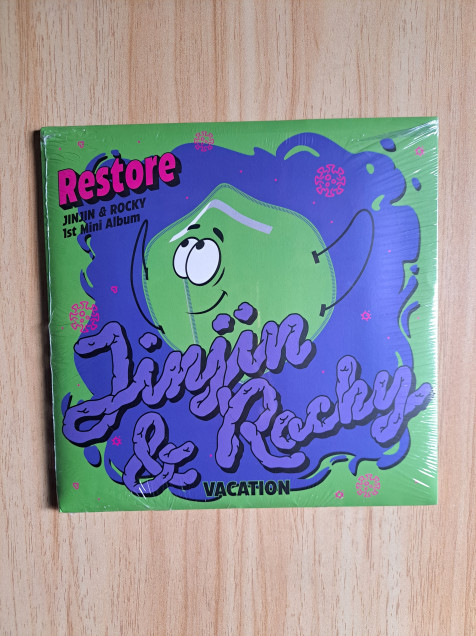 Restore
JINJIN & ROCKY
1st Mini Album
Jinjin
& Rocky
VACATION